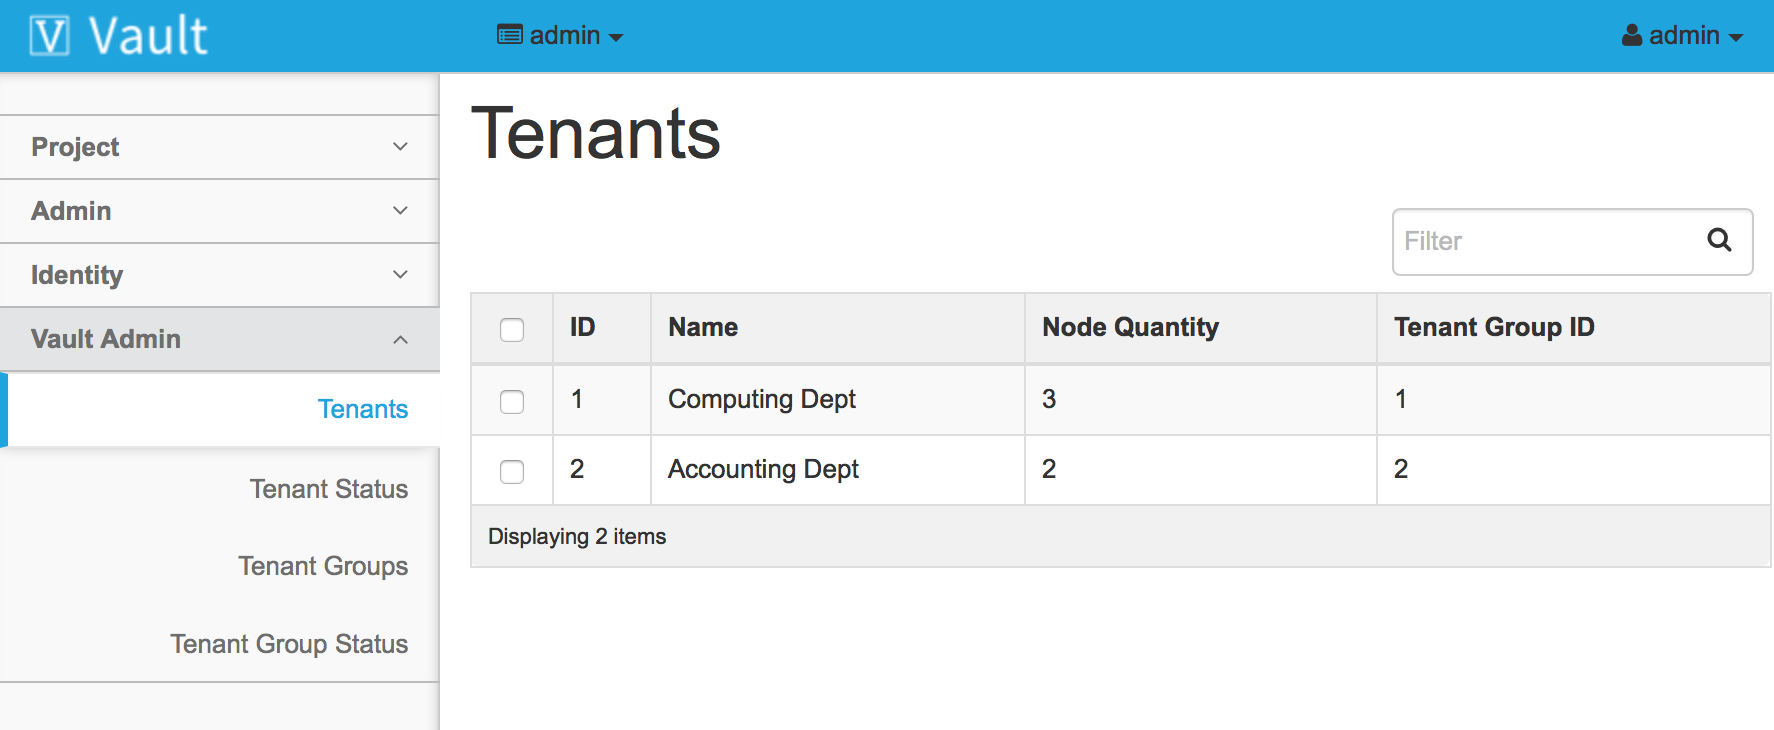 V Vault
admin
admin
Project
Admin
Identity
Vault Admin
Tenants
Tenant Status
Tenant Groups
Tenant Group Status
Tenants
Filter
ID Name Node Quantity Tenant Group ID
1 Computing Dept 3 1
2 Accounting Dept 2 2
Displaying 2 items